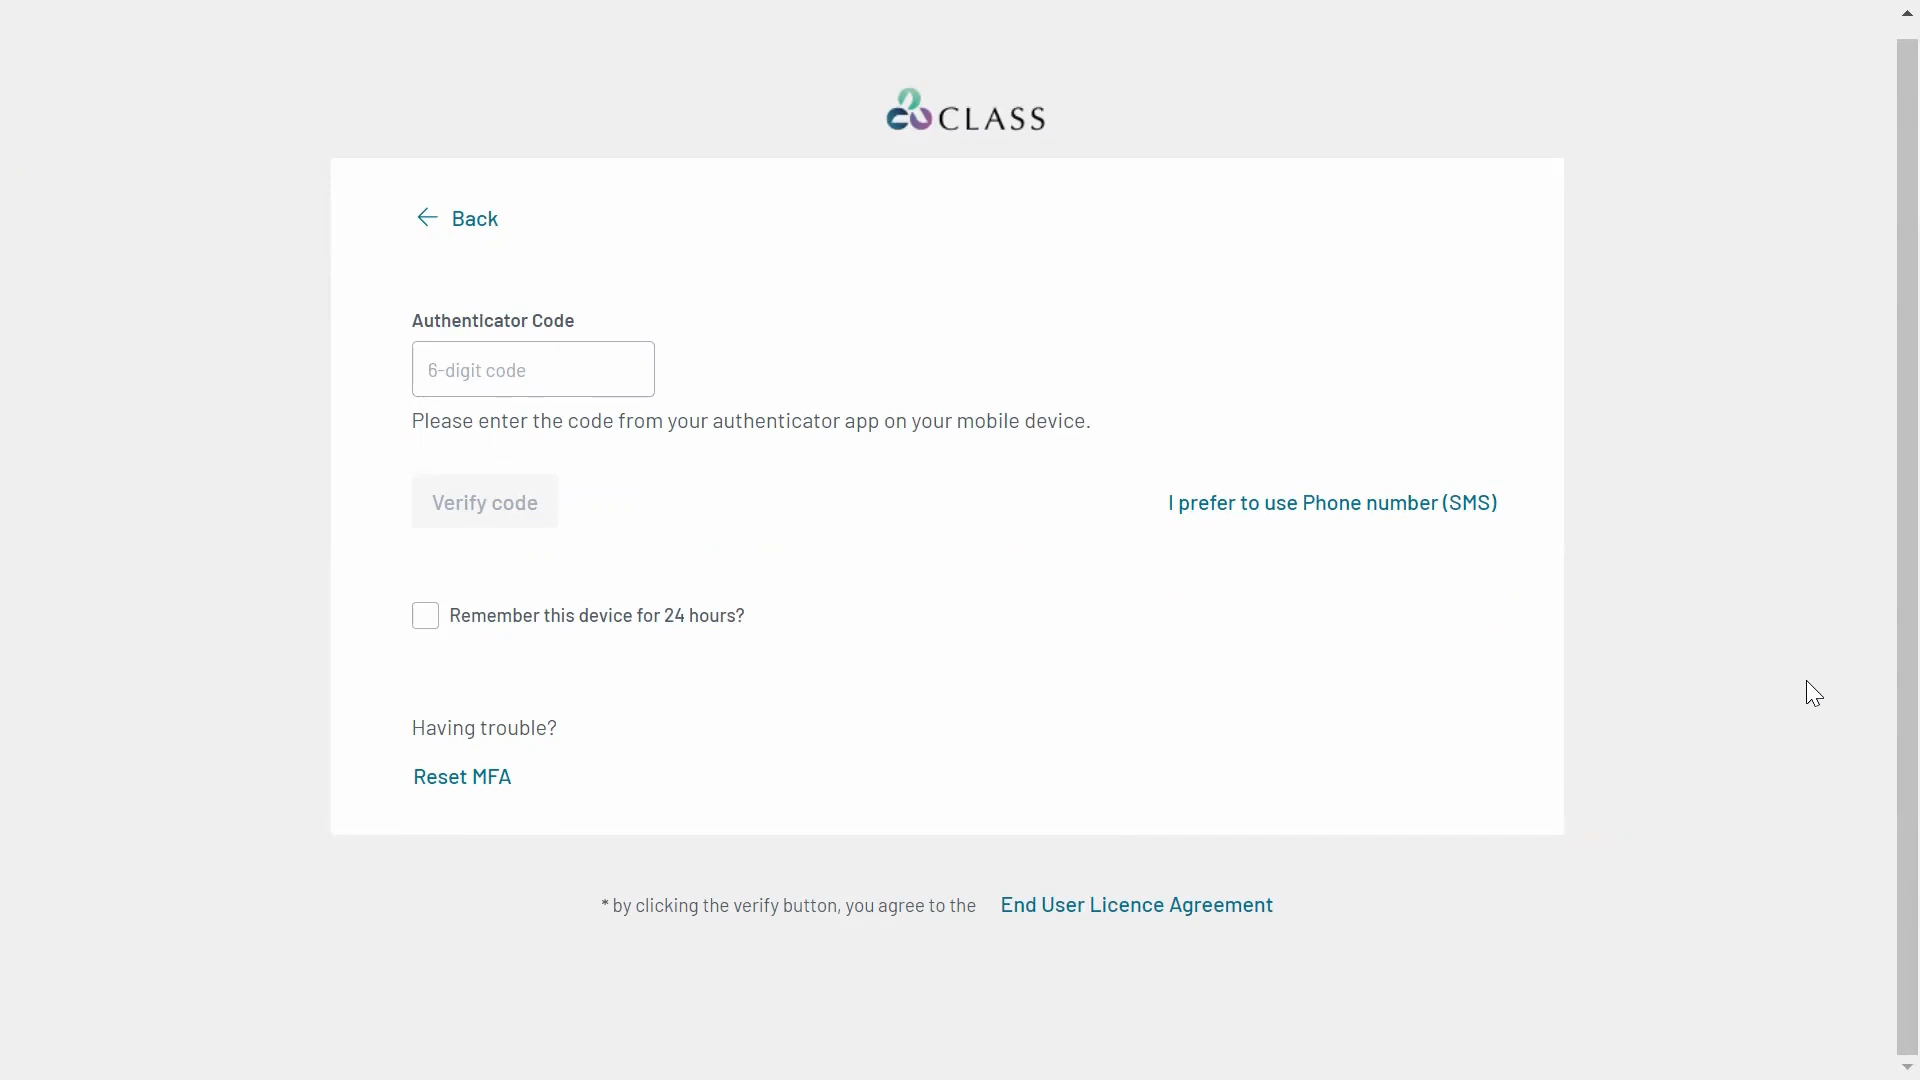 CLASS
Back
Authenticator Code
6-digit code
Please enter the code from your authenticator app on your mobile device.
Verify code
I prefer to use Phone number (SMS)
Remember this device for 24 hours?
Having trouble?
Reset MFA
* by clicking the verify button, you agree to the End User Licence Agreement